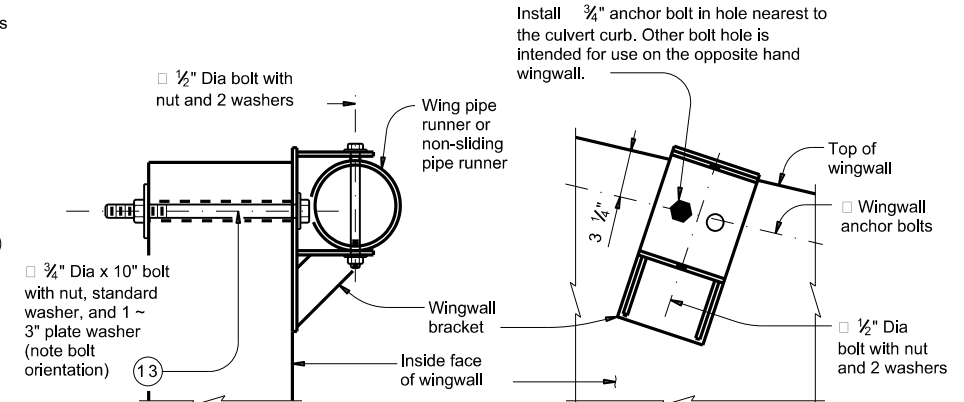 s
Install ¾" anchor bolt in hole nearest to
the culvert curb. Other bolt hole is
intended for use on the opposite hand
wingwall.
□ ½" Dia bolt with
nut and 2 washers
Wing pipe
runner or
non-sliding
pipe runner
Top of
wingwall
□ Wingwall
anchor bolts
3 ¼"
)
□ ¾" Dia x 10" bolt
with nut, standard
washer, and 1 ~
3" plate washer
(note bolt
orientation)
13
Wingwall
bracket
Inside face
of wingwall
□ ½" Dia
bolt with nut
and 2 washers